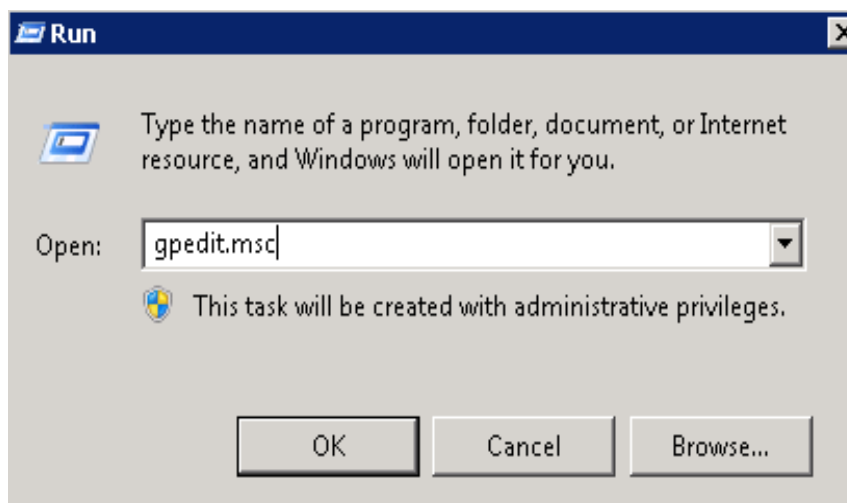 Run
Type the name of a program, folder, document, or Internet
resource, and Windows will open it for you.
Open:
gpedit.msc
This task will be created with administrative privileges.
OK
Cancel
Browse...